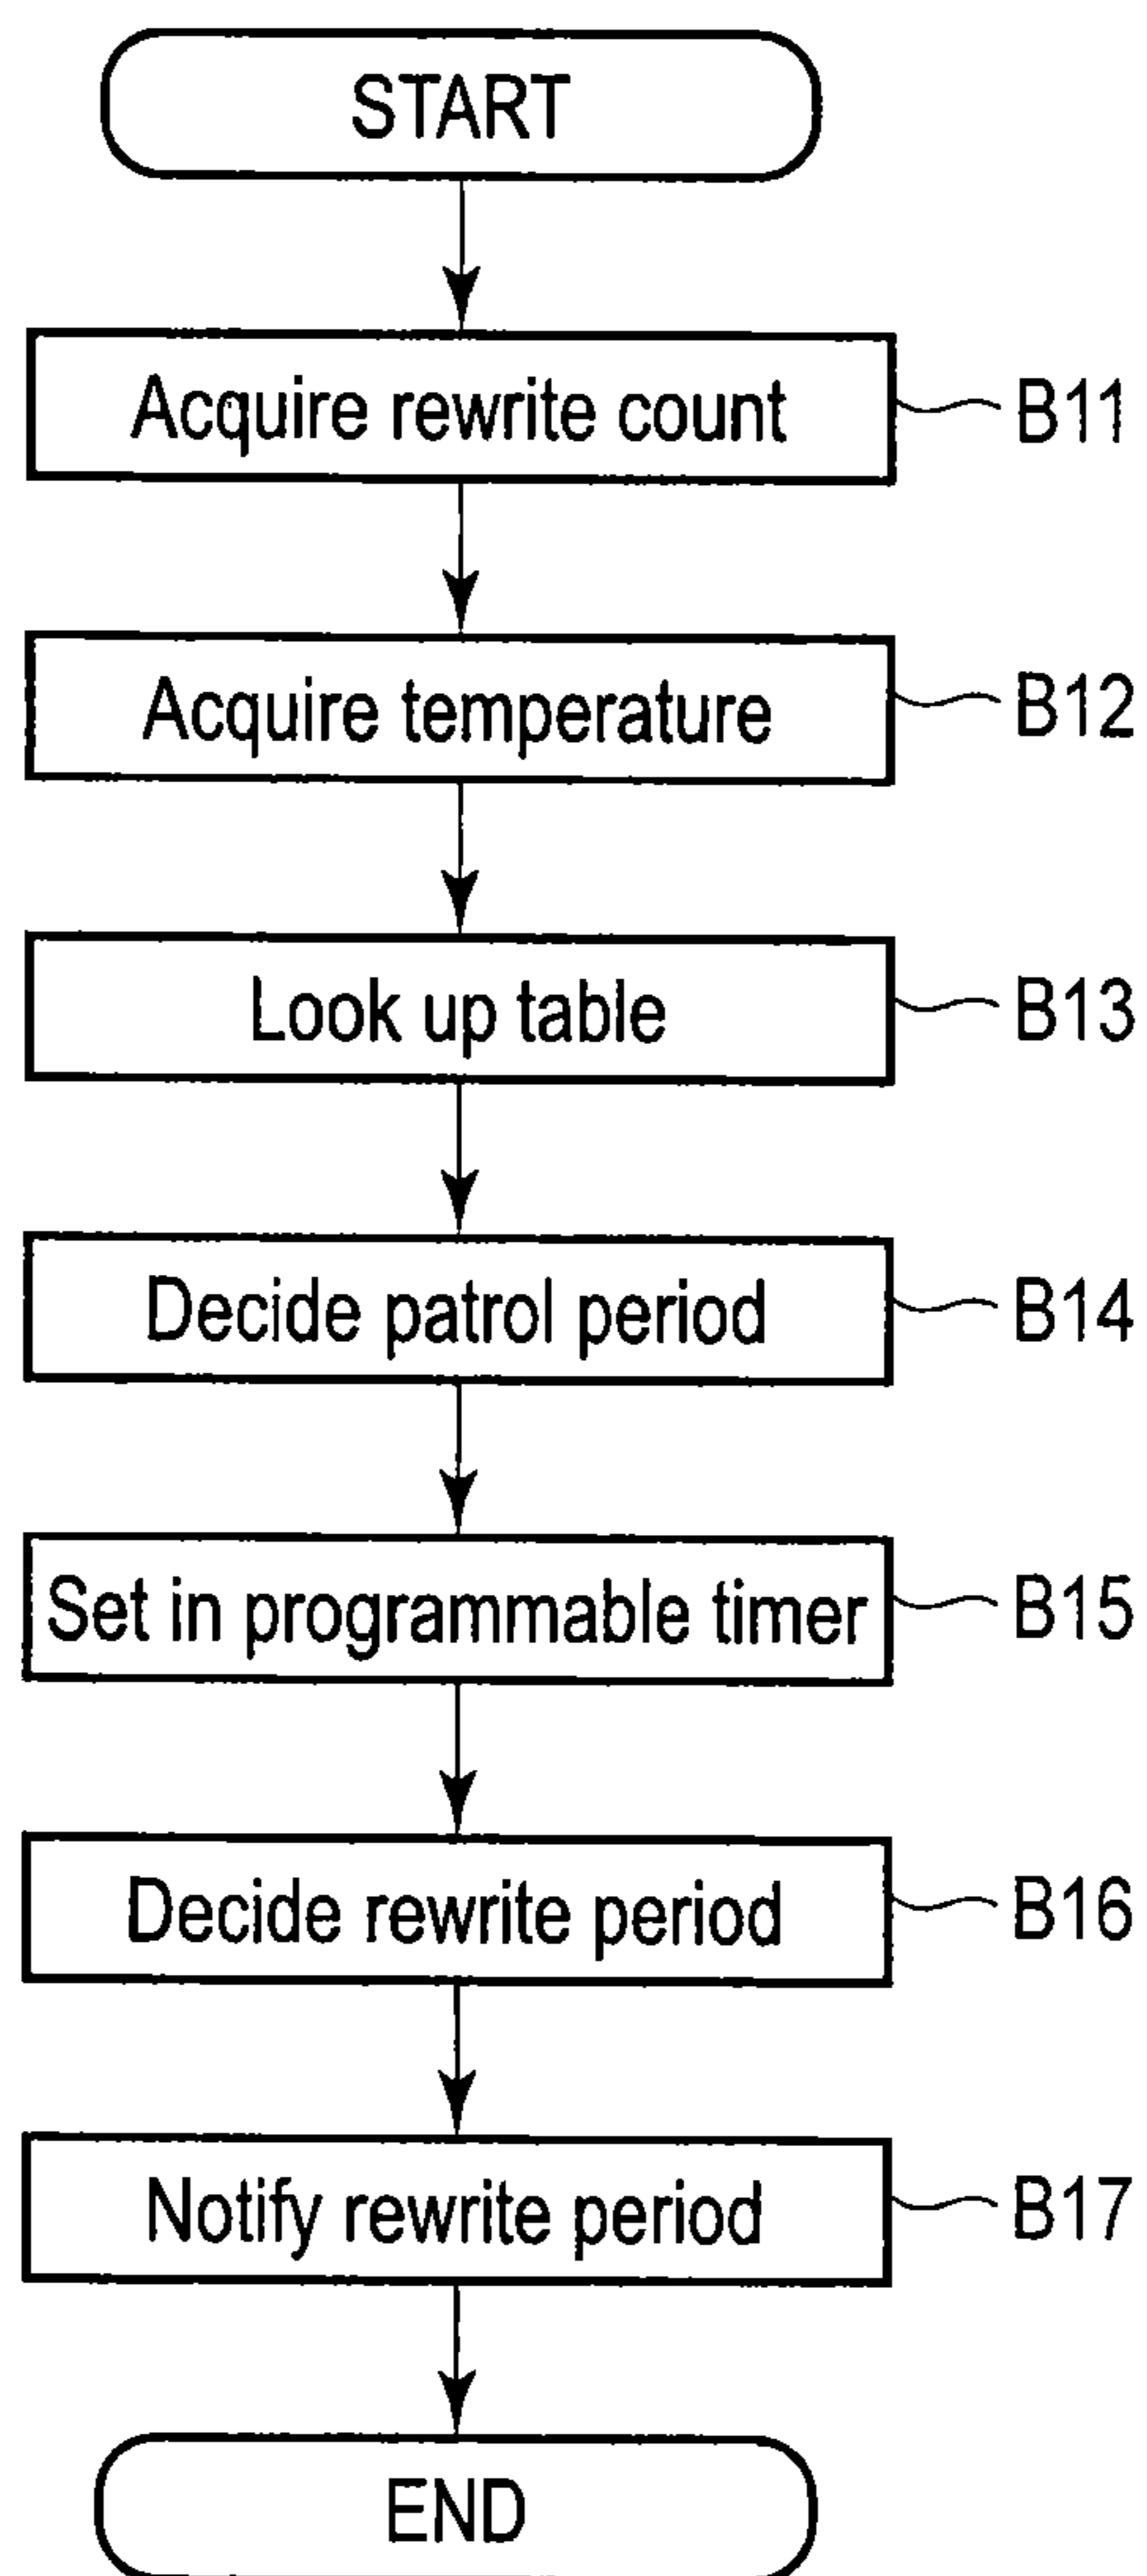 START
Acquire rewrite count B11
Acquire temperature B12
Look up table B13
Decide patrol period B14
Set in programmable timer B15
Decide rewrite period B16
Notify rewrite period B17
END